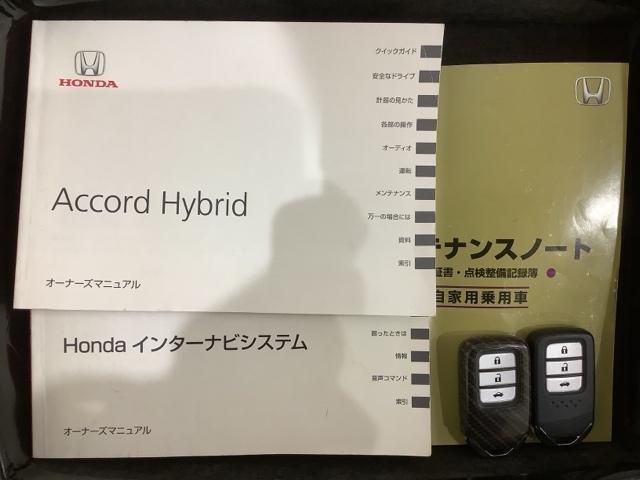 HONDA
クイックガイド
安全なドライブ
計器の見かた
各部の操作
オーディオ
運転
メンテナンス
万一の場合には
資料
索引
Accord Hybrid
オーナーズマニュアル
テナンスノート
証書・点検整備記録簿
自家用乗用車
困ったときは
情報
音声コマンド
索引
Honda インターナビシステム
オーナーズマニュアル